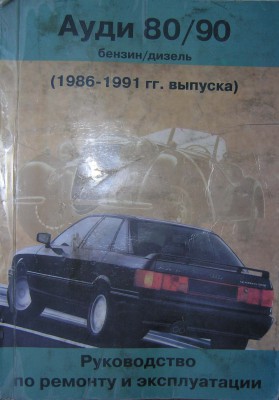 Ауди 80/90
бензин/дизель
(1986-1991 гг. выпуска)
Руководство
по ремонту и эксплуатации